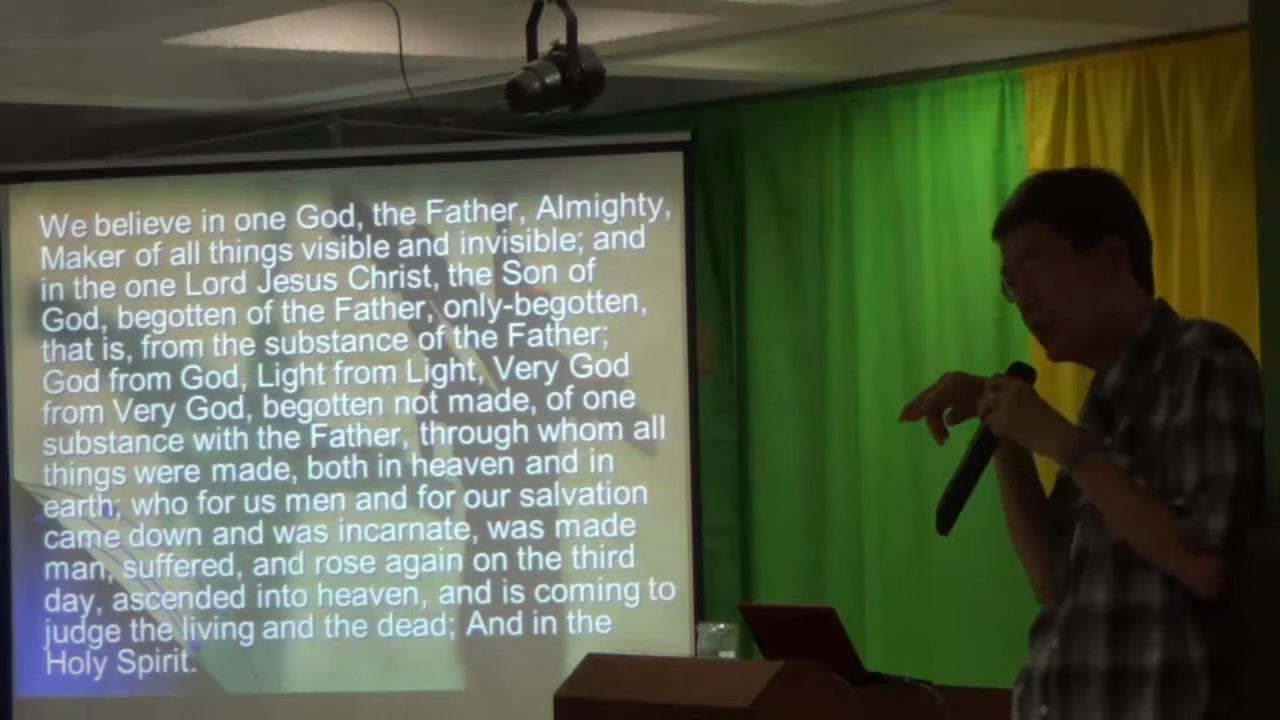 We believe in one God, the Father, Almighty,
Maker of all things visible and invisible; and
in the one Lord Jesus Christ, the Son of
God, begotten of the Father, only-begotten,
that is, from the substance of the Father;
God from God, Light from Light, Very God
from Very God, begotten not made, of one
substance with the Father, through whom all
things were made, both in heaven and in
earth; who for us men and for our salvation
came down and was incarnate, was made
man, suffered, and rose again on the third
day, ascended into heaven, and is coming to
judge the living and the dead; And in the
Holy Spirit.